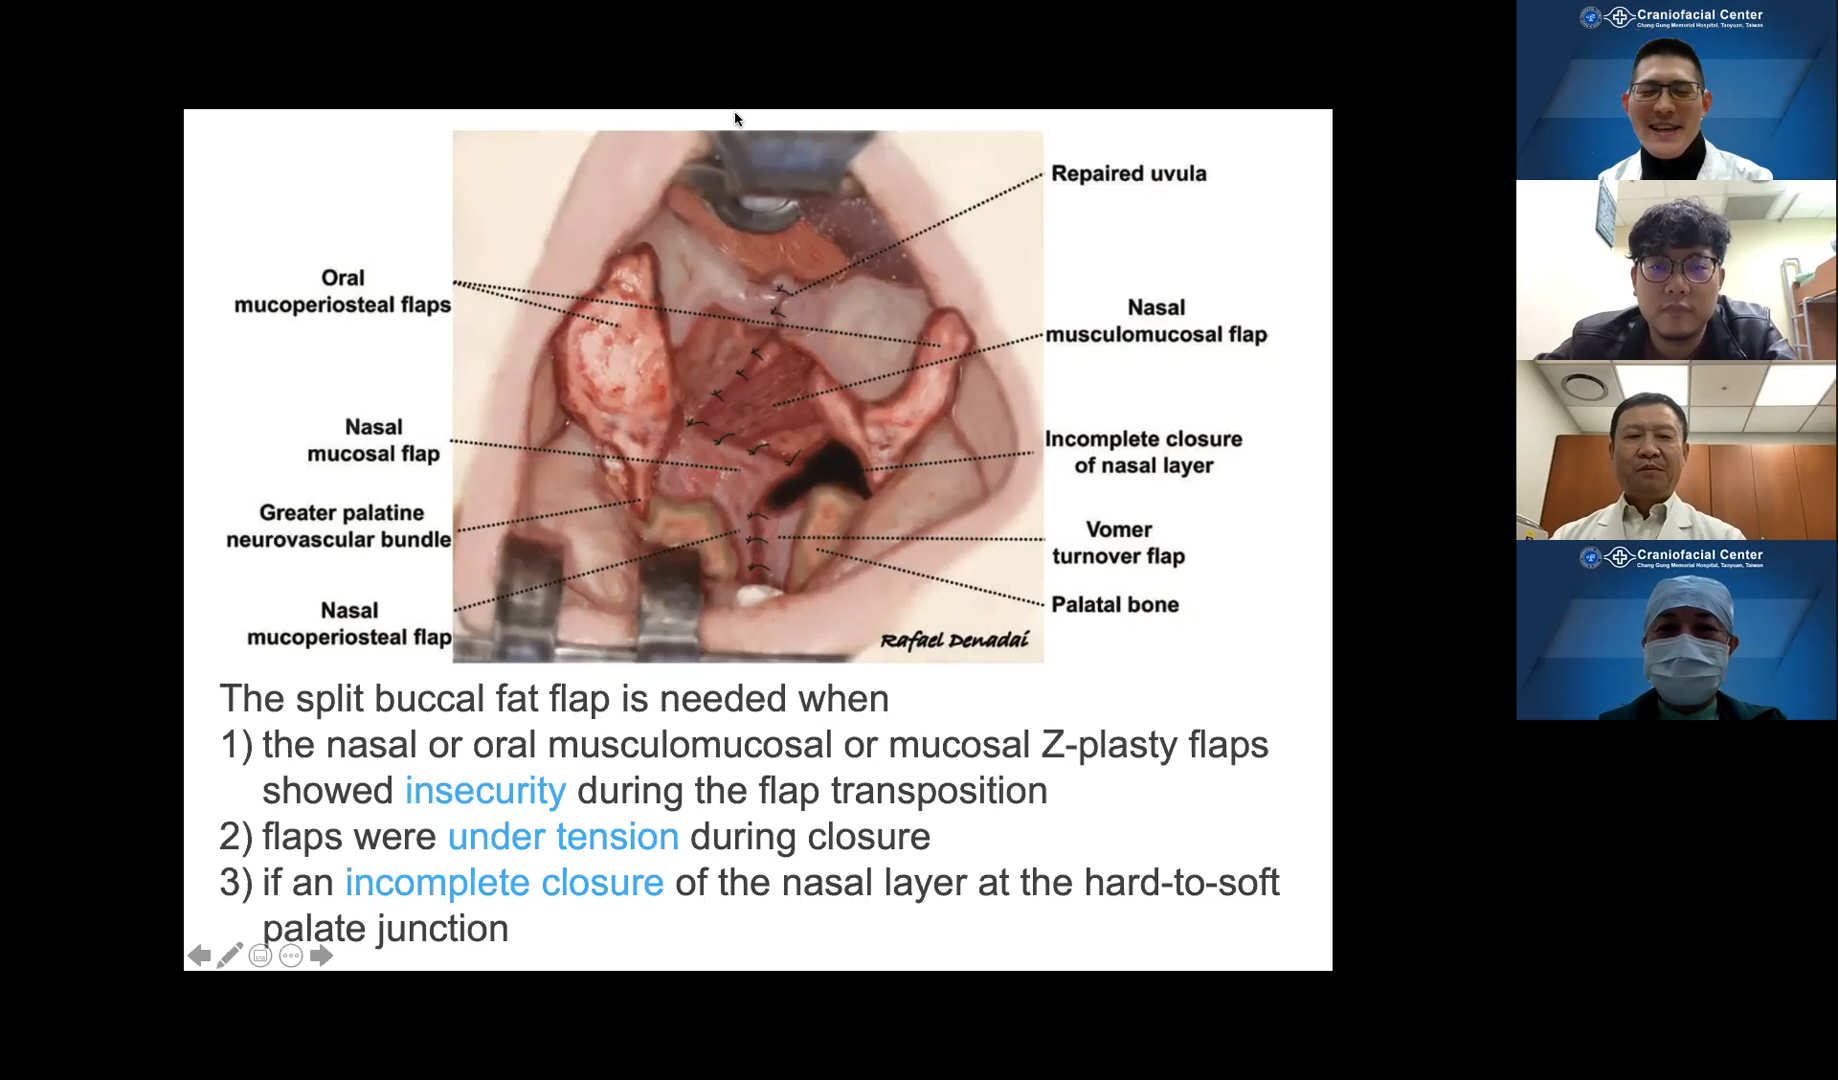 Repaired uvula
Oral
mucoperiosteal flaps
Nasal
musculomucosal flap
Nasal
mucosal flap
Incomplete closure
of nasal layer
Greater palatine
neurovascular bundle
Vomer
turnover flap
Nasal
mucoperiosteal flap
Palatal bone
Rafael Denadai
The split buccal fat flap is needed when
1) the nasal or oral musculomucosal or mucosal Z-plasty flaps
showed insecurity during the flap transposition
2) flaps were under tension during closure
3) if an incomplete closure of the nasal layer at the hard-to-soft
palate junction
Craniofacial Center
Chang Gung Memorial Hospital, Taoyuan, Taiwan
Craniofacial Center
Chang Gung Memorial Hospital, Taoyuan, Taiwan